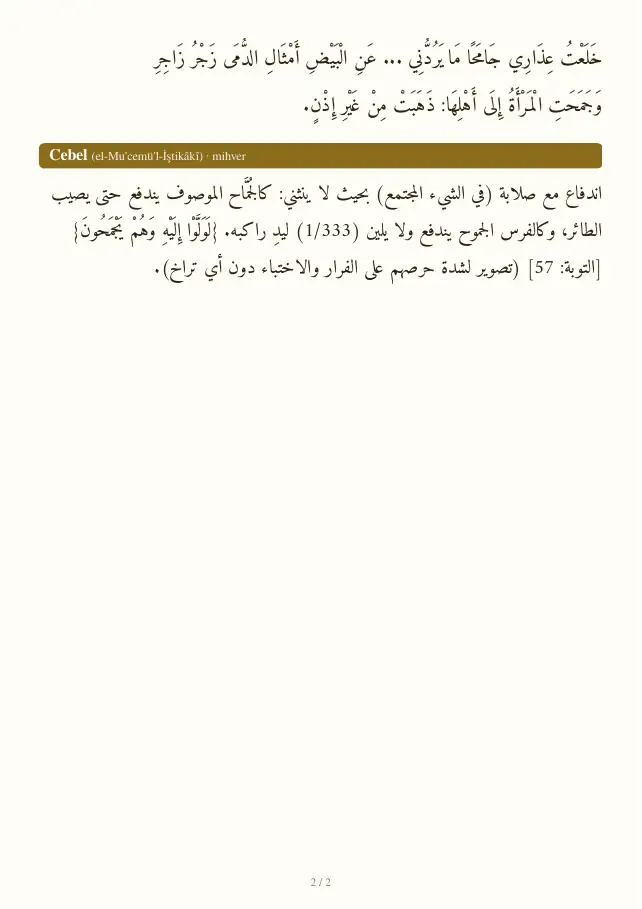 خَلَعْتُ عِذَارِي جَامَحًا مَا يَرُدُّنِي ... عَنِ الْبَيْضِ أَمْثَالِ الدُّمَى زَجْرُ زَاجِرِ
وَجَمَحَتِ الْمَرْأَةُ إِلَى أَهْلِهَا: ذَهَبَتْ مِنْ غَيْرِ إِذْنٍ.
Cebel (el-Mu'cemü'l-İştikâkî) · mihver
اندفاع مع صلابة (في الشيء المجتمع) بحيث لا ينثني: كالجُمَّاح الموصوف يندفع حتى يصيب
الطائر، وكالفرس الجموح يندفع ولا يلين (1/333) ليدِ راكبه. {لَوَلَّوْا إِلَيْهِ وَهُمْ يَجْمَحُونَ}
[التوبة: 57] (تصوير لشدة حرصهم على الفرار والاختباء دون أي تراخ).
2 / 2